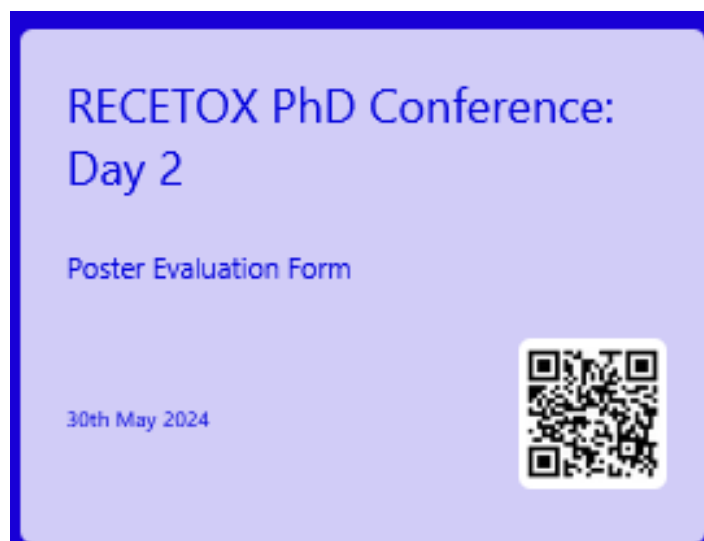 RECETOX PhD Conference:
Day 2
Poster Evaluation Form
30th May 2024